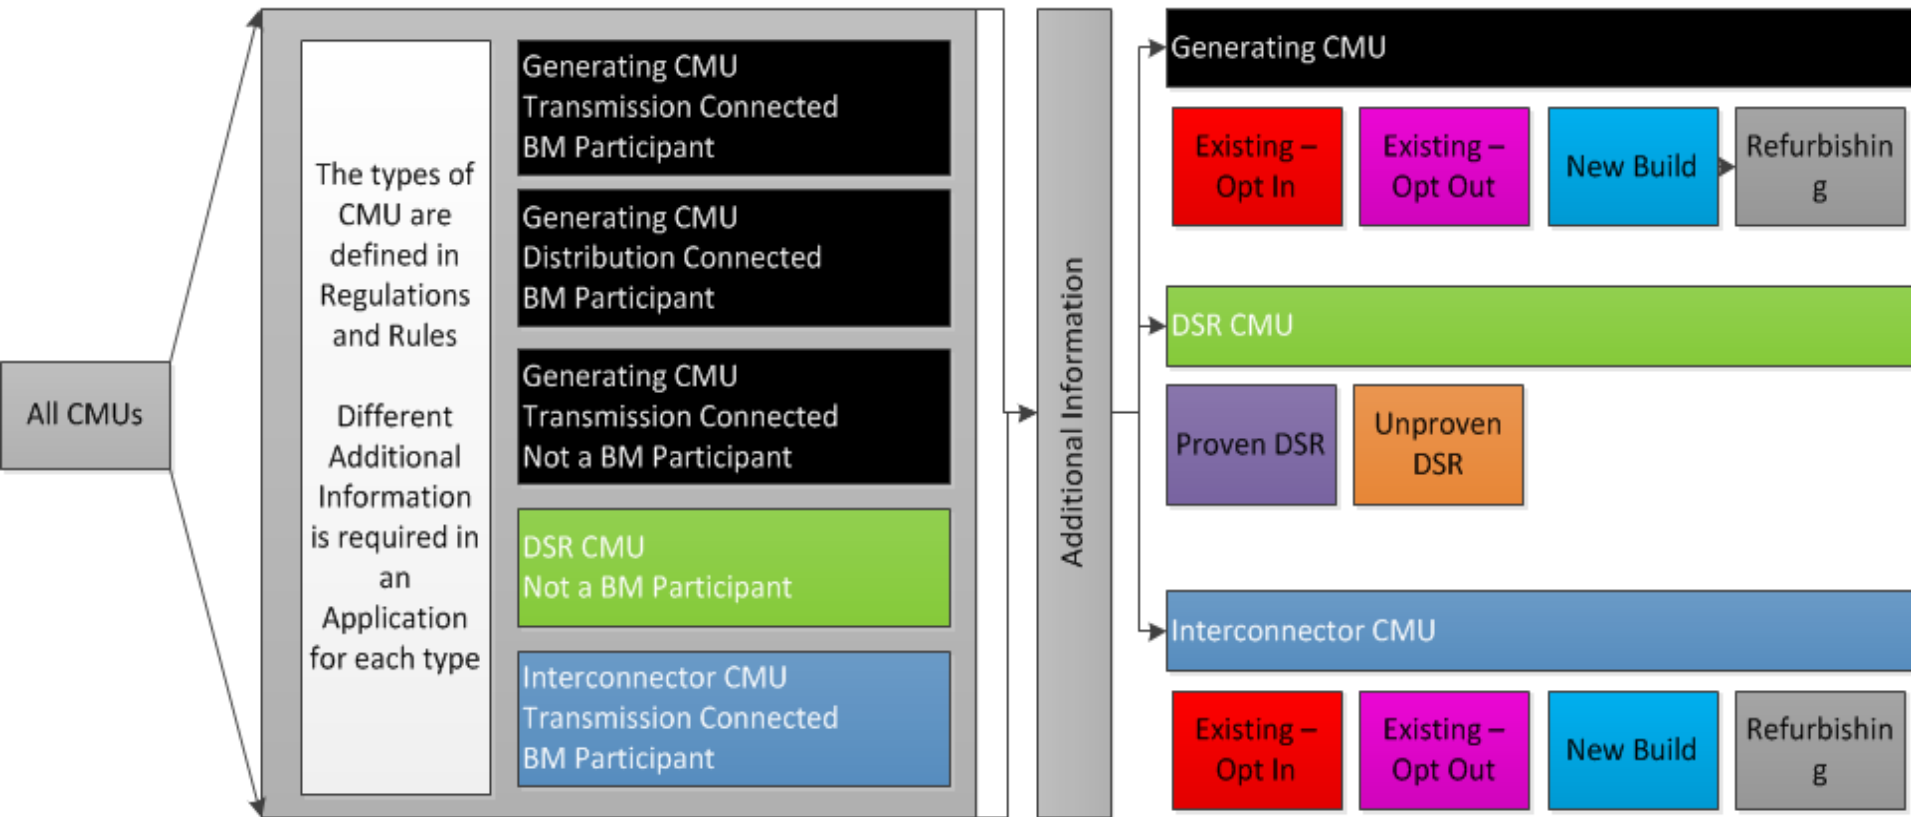 All CMUs
The types of
CMU are
defined in
Regulations
and Rules
Different
Additional
Information
is required in
an
Application
for each type
Generating CMU
Transmission Connected
BM Participant
Generating CMU
Distribution Connected
BM Participant
Generating CMU
Transmission Connected
Not a BM Participant
DSR CMU
Not a BM Participant
Interconnector CMU
Transmission Connected
BM Participant
Additional Information
Generating CMU
Existing –
Opt In
Existing –
Opt Out
New Build
Refurbishin
g
DSR CMU
Proven DSR
Unproven
DSR
Interconnector CMU
Existing –
Opt In
Existing –
Opt Out
New Build
Refurbishin
g